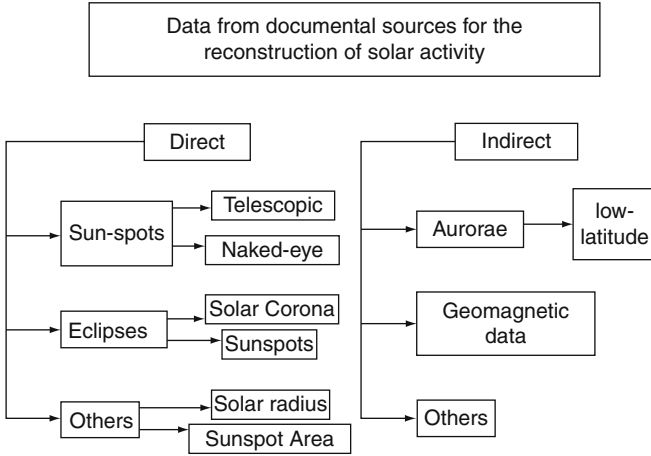 Data from documental sources for the
reconstruction of solar activity
Direct
Sun-spots
Telescopic
Naked-eye
Eclipses
Solar Corona
Sunspots
Others
Solar radius
Sunspot Area
Indirect
Aurorae
low-
latitude
Geomagnetic
data
Others